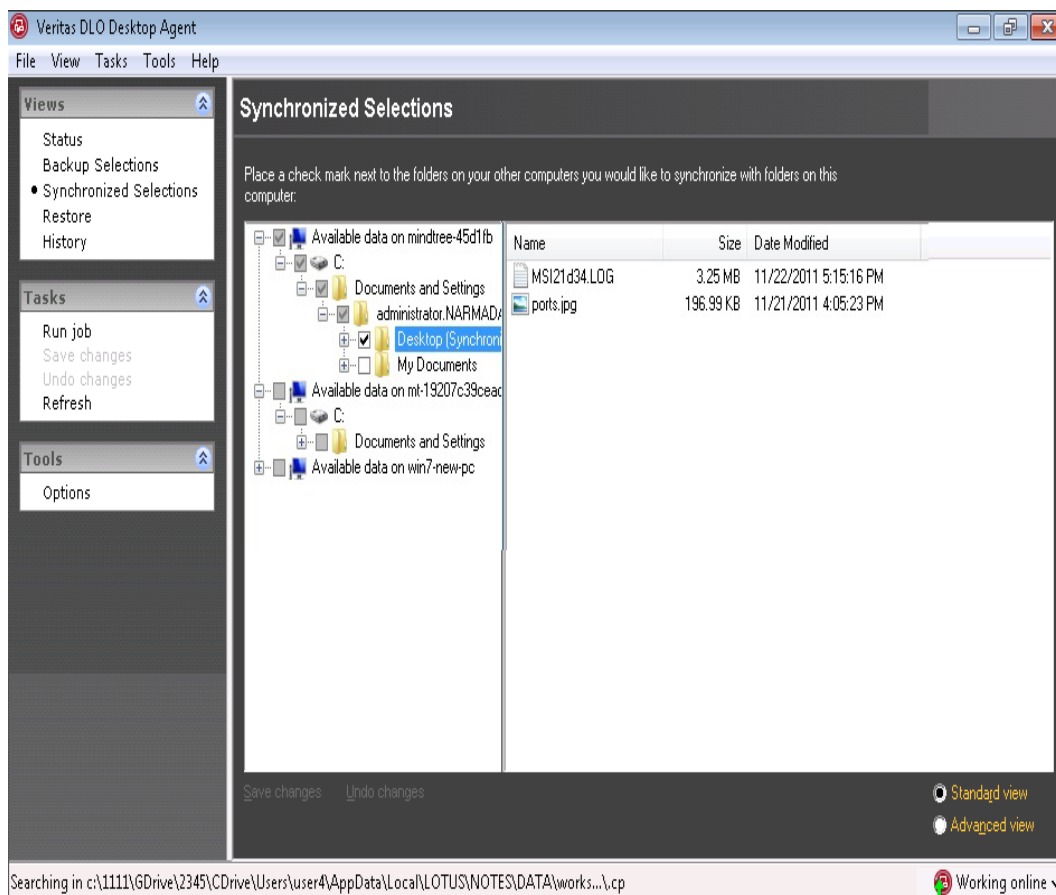 Veritas DLO Desktop Agent
File View Tasks Tools Help
Views
Status
Backup Selections
Synchronized Selections
Restore
History
Tasks
Run job
Save changes
Undo changes
Refresh
Tools
Options
Synchronized Selections
Place a check mark next to the folders on your other computers you would like to synchronize with folders on this
computer:
Available data on mindtree-45d1fb
C:
Documents and Settings
administrator.NARMADA
Desktop (Synchroni
My Documents
Available data on mt-19207c39cead
C:
Documents and Settings
Available data on win7-new-pc
Name Size Date Modified
MSI21d34.LOG 3.25 MB 11/22/2011 5:15:16 PM
ports.jpg 196.99 KB 11/21/2011 4:05:23 PM
Save changes Undo changes
Standard view
Advanced view
Searching in c:\1111\GDrive\2345\CDrive\Users\user4\AppData\Local\LOTUS\NOTES\DATA\works...\.cp
Working online